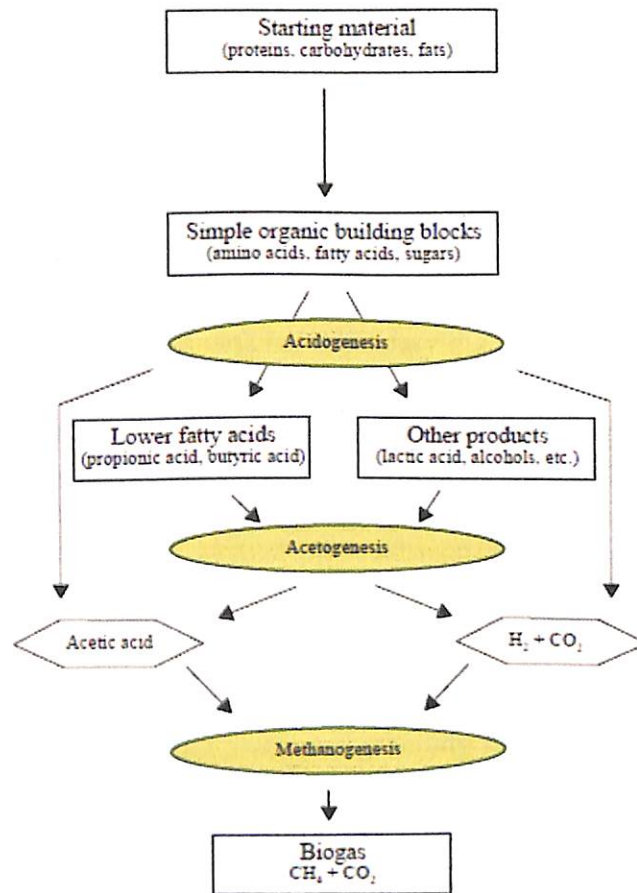 Starting material
(proteins, carbohydrates, fats)
Simple organic building blocks
(amino acids, fatty acids, sugars)
Acidogenesis
Lower fatty acids
(propionic acid, butyric acid)
Other products
(lactic acid, alcohols, etc.)
Acetogenesis
Acetic acid
H₂ + CO₂
Methanogenesis
Biogas
CH₄ + CO₂